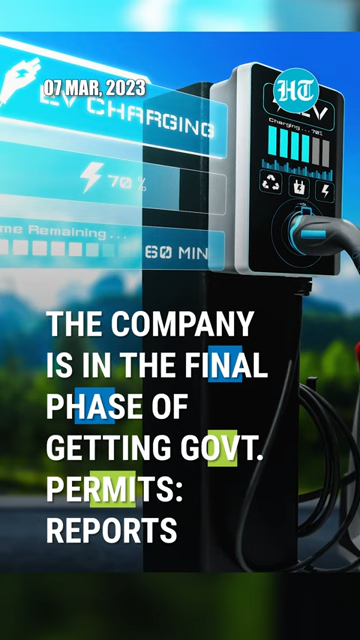 07 MAR, 2023
HT
EV CHARGING
EV
Charging... 70%
70 %
me Remaining ...
60 MIN
THE COMPANY
IS IN THE FINAL
PHASE OF
GETTING GOVT.
PERMITS:
REPORTS